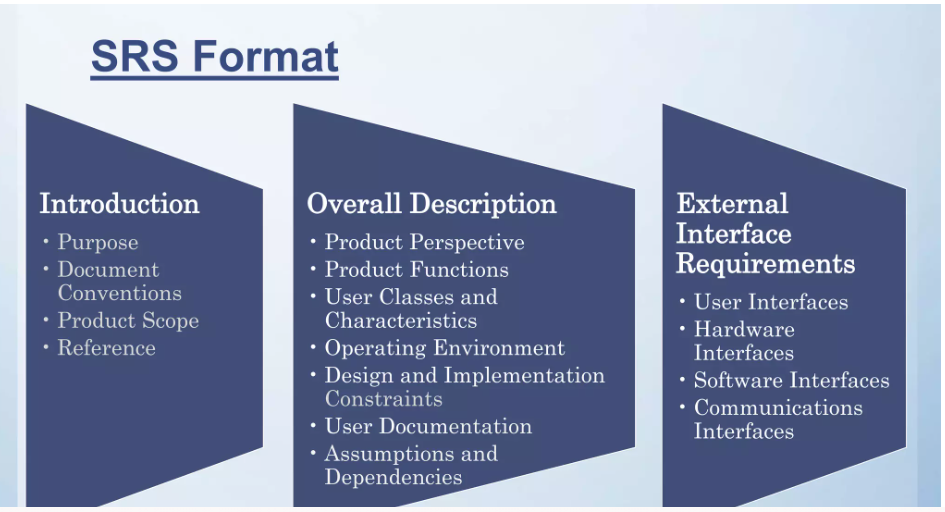 SRS Format
Introduction
• Purpose
• Document
Conventions
• Product Scope
• Reference
Overall Description
• Product Perspective
• Product Functions
• User Classes and
Characteristics
• Operating Environment
• Design and Implementation
Constraints
• User Documentation
• Assumptions and
Dependencies
External
Interface
Requirements
• User Interfaces
• Hardware
Interfaces
• Software Interfaces
• Communications
Interfaces